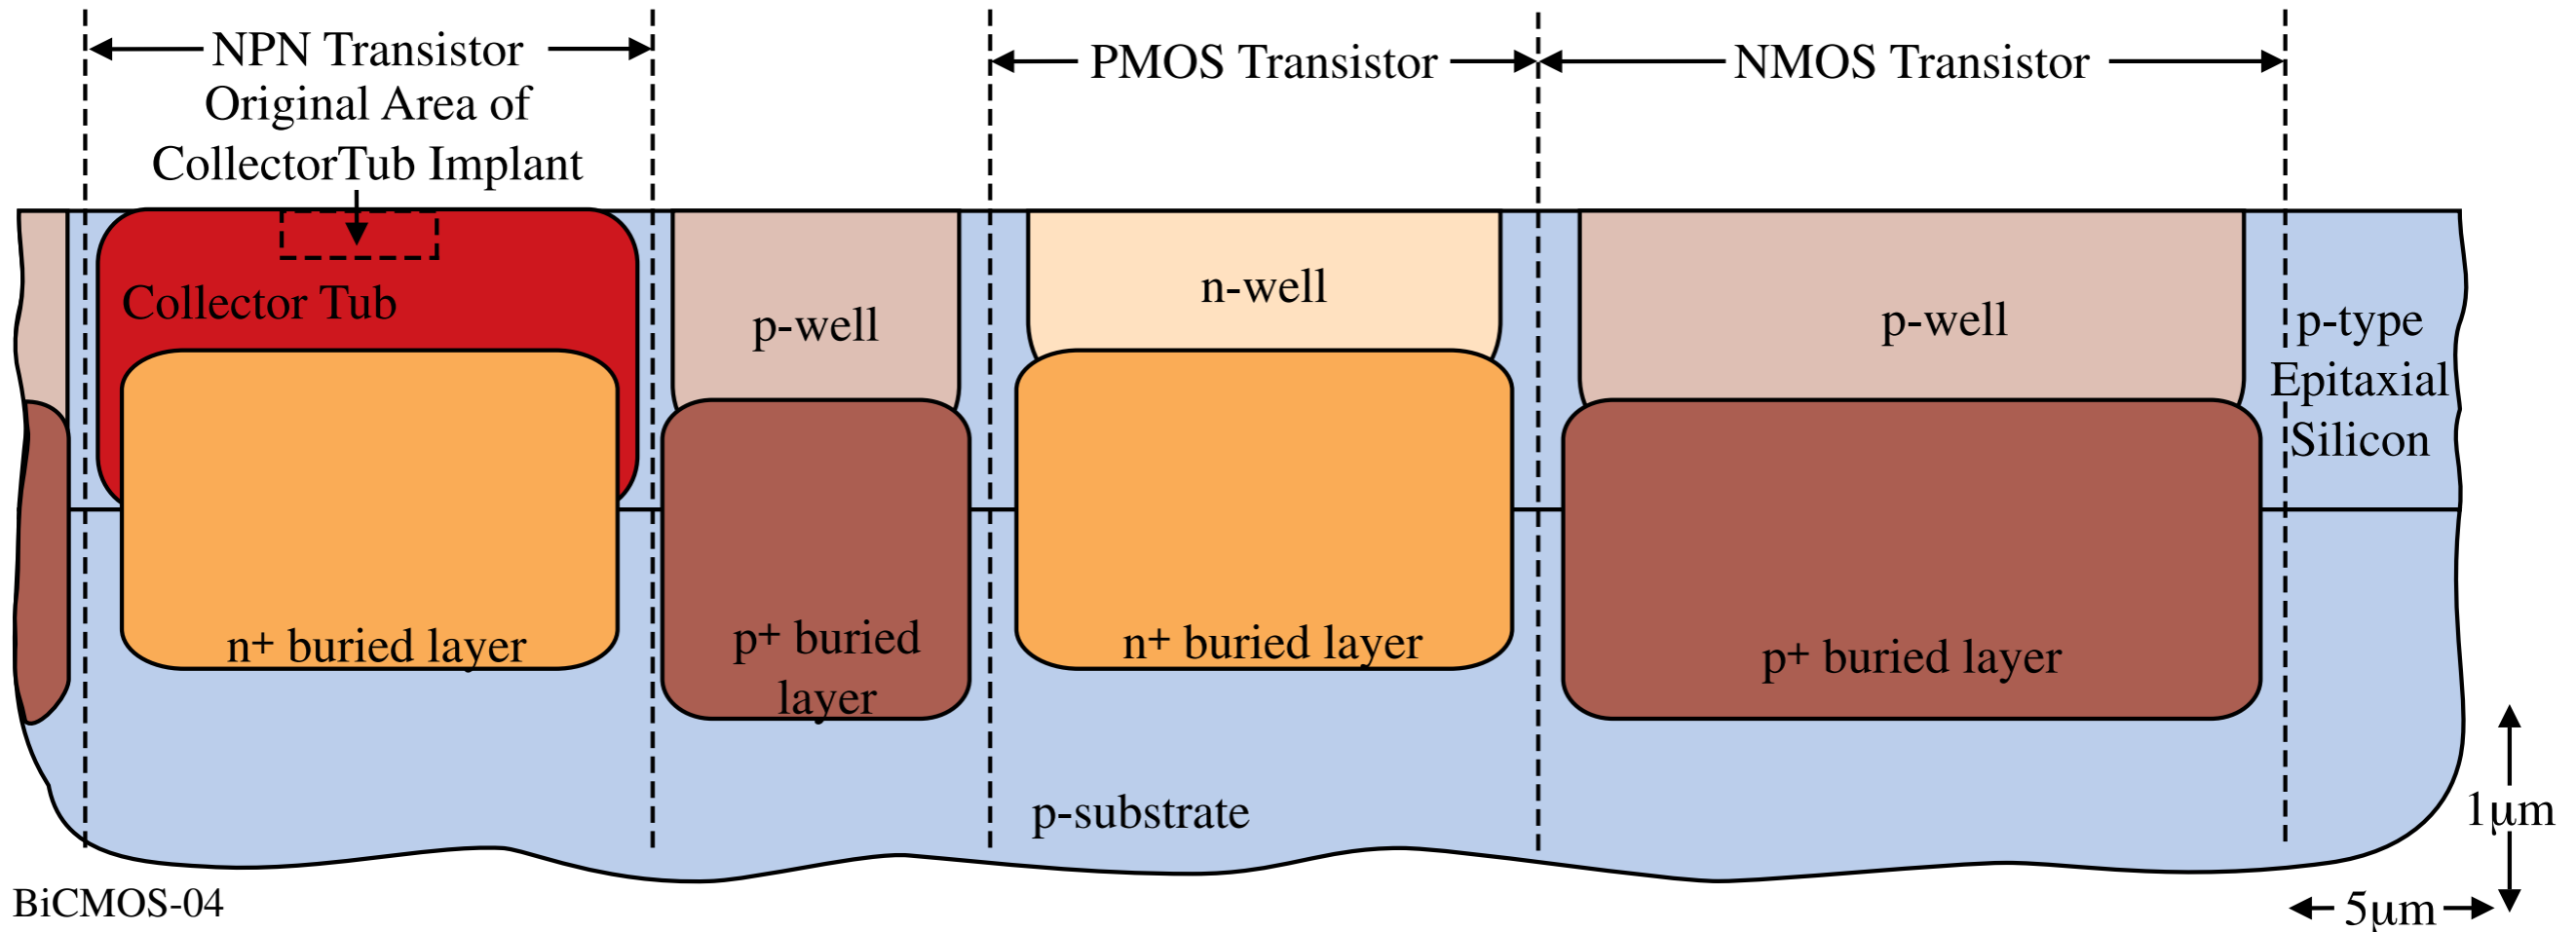 NPN Transistor
Original Area of
CollectorTub Implant
PMOS Transistor
NMOS Transistor
Collector Tub
p-well
n-well
p-well
p-type
Epitaxial
Silicon
n+ buried layer
p+ buried
layer
n+ buried layer
p+ buried layer
p-substrate
1μm
5μm
BiCMOS-04